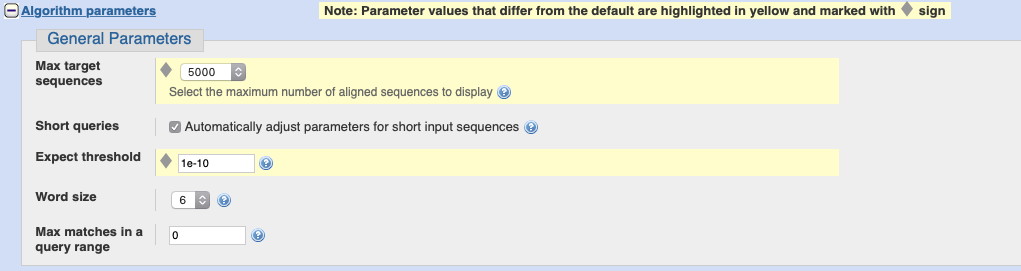 Algorithm parameters
Note: Parameter values that differ from the default are highlighted in yellow and marked with ♦ sign
General Parameters
Max target
sequences
5000
Select the maximum number of aligned sequences to display ?
Short queries
Automatically adjust parameters for short input sequences ?
Expect threshold
1e-10 ?
Word size
6 ?
Max matches in a
query range
0 ?